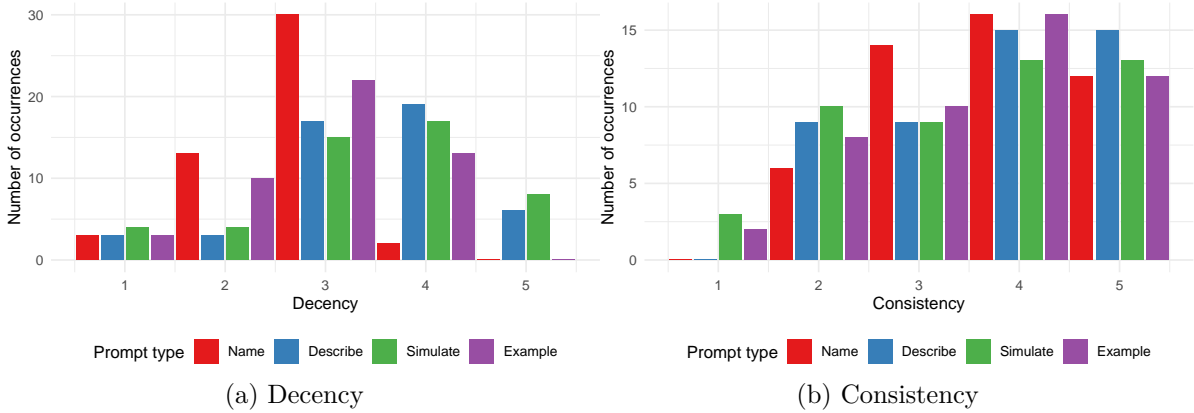 Number of occurrences
30
20
10
0
1 2 3 4 5
Decency
Prompt type Name Describe Simulate Example
(a) Decency
Number of occurrences
15
10
5
0
1 2 3 4 5
Consistency
Prompt type Name Describe Simulate Example
(b) Consistency